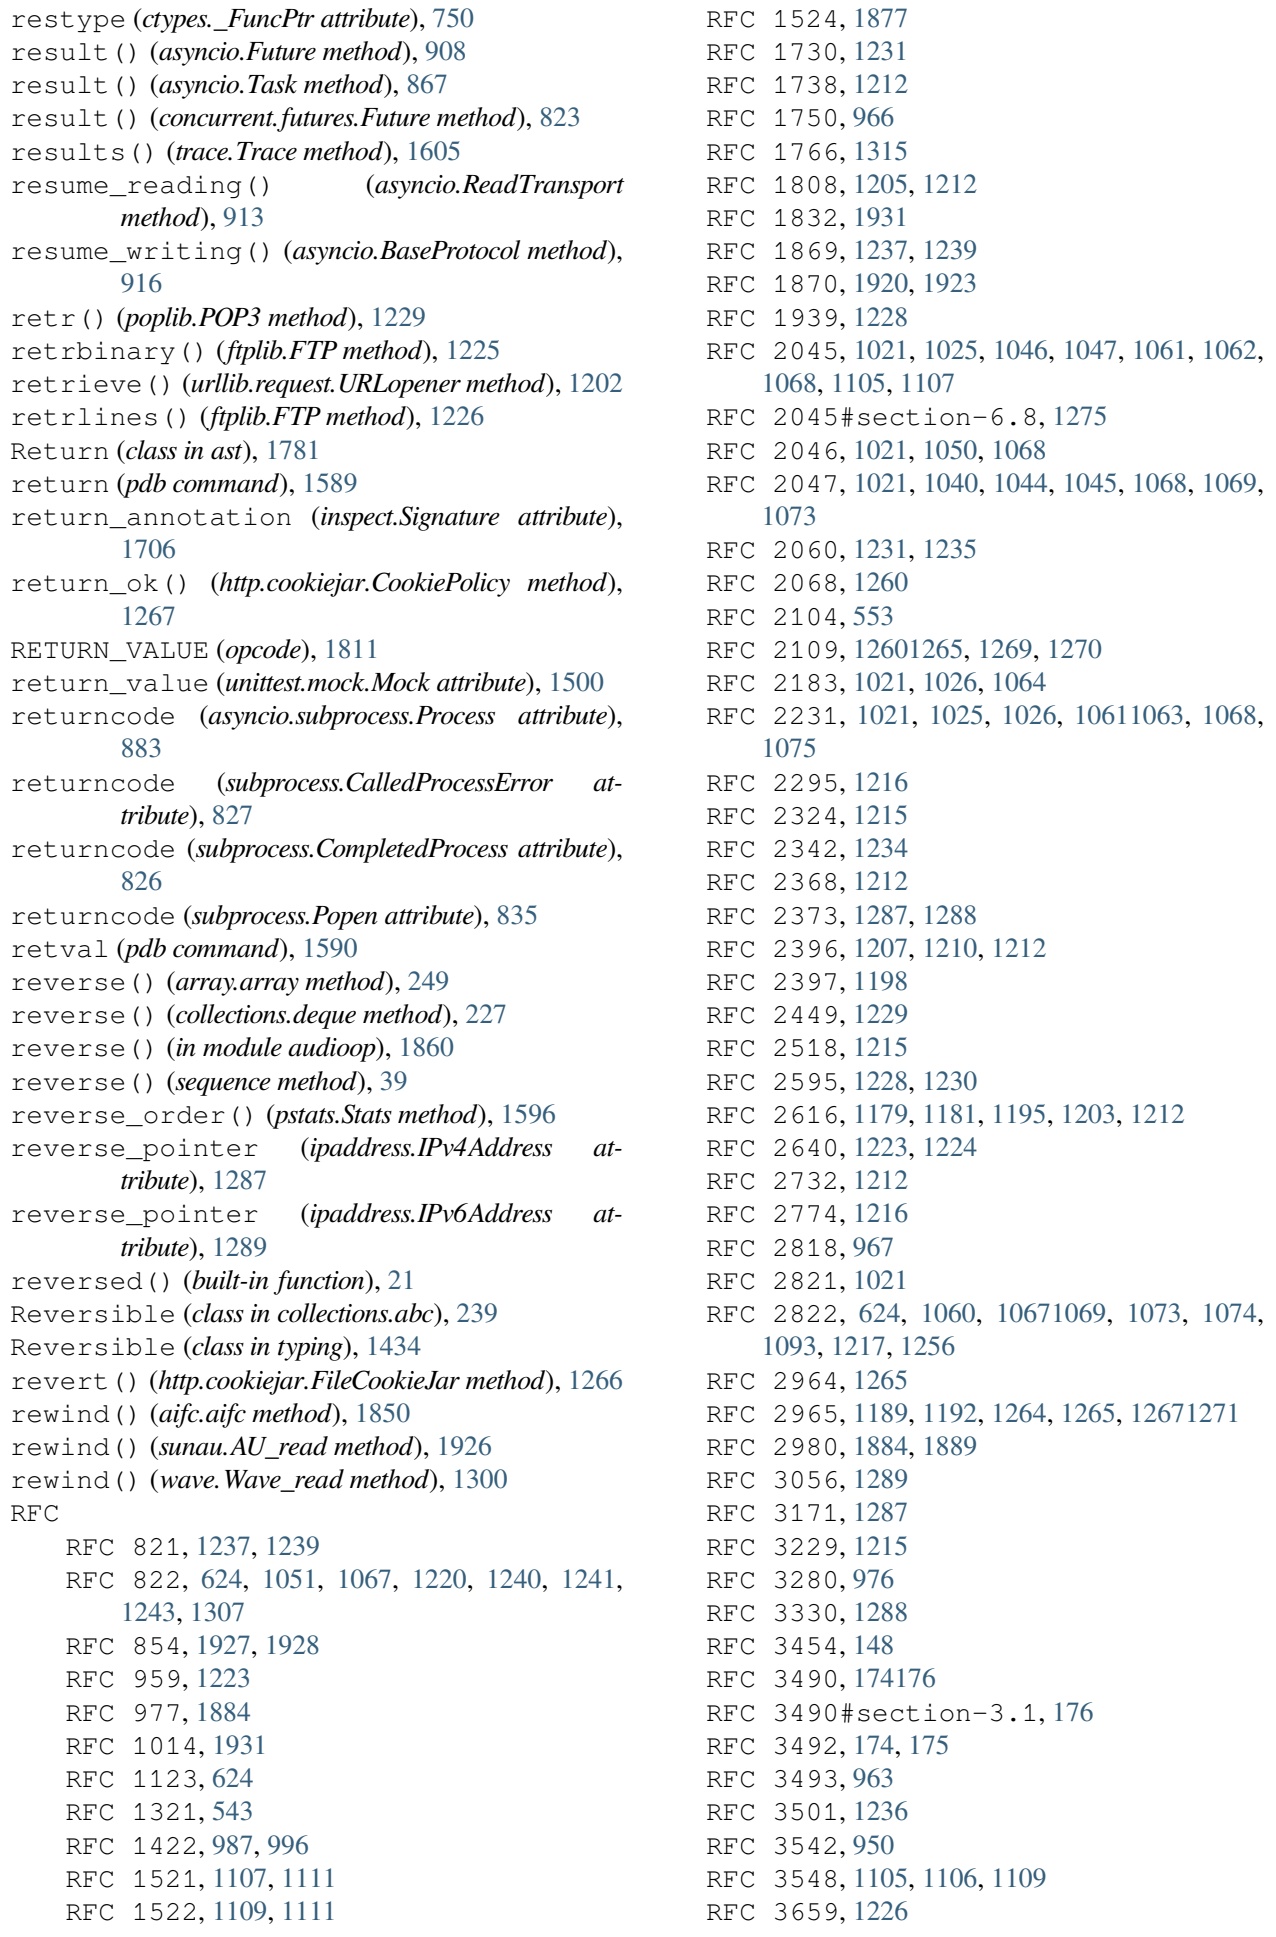 restype (ctypes._FuncPtr attribute), 750
result() (asyncio.Future method), 908
result() (asyncio.Task method), 867
result() (concurrent.futures.Future method), 823
results() (trace.Trace method), 1605
resume_reading() (asyncio.ReadTransport
method), 913
resume_writing() (asyncio.BaseProtocol method),
916
retr() (poplib.POP3 method), 1229
retrbinary() (ftplib.FTP method), 1225
retrieve() (urllib.request.URLopener method), 1202
retrlines() (ftplib.FTP method), 1226
Return (class in ast), 1781
return (pdb command), 1589
return_annotation (inspect.Signature attribute),
1706
return_ok() (http.cookiejar.CookiePolicy method),
1267
RETURN_VALUE (opcode), 1811
return_value (unittest.mock.Mock attribute), 1500
returncode (asyncio.subprocess.Process attribute),
883
returncode (subprocess.CalledProcessError at-
tribute), 827
returncode (subprocess.CompletedProcess attribute),
826
returncode (subprocess.Popen attribute), 835
retval (pdb command), 1590
reverse() (array.array method), 249
reverse() (collections.deque method), 227
reverse() (in module audioop), 1860
reverse() (sequence method), 39
reverse_order() (pstats.Stats method), 1596
reverse_pointer (ipaddress.IPv4Address at-
tribute), 1287
reverse_pointer (ipaddress.IPv6Address at-
tribute), 1289
reversed() (built-in function), 21
Reversible (class in collections.abc), 239
Reversible (class in typing), 1434
revert() (http.cookiejar.FileCookieJar method), 1266
rewind() (aifc.aifc method), 1850
rewind() (sunau.AU_read method), 1926
rewind() (wave.Wave_read method), 1300
RFC
RFC 821, 1237, 1239
RFC 822, 624, 1051, 1067, 1220, 1240, 1241,
1243, 1307
RFC 854, 1927, 1928
RFC 959, 1223
RFC 977, 1884
RFC 1014, 1931
RFC 1123, 624
RFC 1321, 543
RFC 1422, 987, 996
RFC 1521, 1107, 1111
RFC 1522, 1109, 1111
RFC 1524, 1877
RFC 1730, 1231
RFC 1738, 1212
RFC 1750, 966
RFC 1766, 1315
RFC 1808, 1205, 1212
RFC 1832, 1931
RFC 1869, 1237, 1239
RFC 1870, 1920, 1923
RFC 1939, 1228
RFC 2045, 1021, 1025, 1046, 1047, 1061, 1062,
1068, 1105, 1107
RFC 2045#section-6.8, 1275
RFC 2046, 1021, 1050, 1068
RFC 2047, 1021, 1040, 1044, 1045, 1068, 1069,
1073
RFC 2060, 1231, 1235
RFC 2068, 1260
RFC 2104, 553
RFC 2109, 12601265, 1269, 1270
RFC 2183, 1021, 1026, 1064
RFC 2231, 1021, 1025, 1026, 10611063, 1068,
1075
RFC 2295, 1216
RFC 2324, 1215
RFC 2342, 1234
RFC 2368, 1212
RFC 2373, 1287, 1288
RFC 2396, 1207, 1210, 1212
RFC 2397, 1198
RFC 2449, 1229
RFC 2518, 1215
RFC 2595, 1228, 1230
RFC 2616, 1179, 1181, 1195, 1203, 1212
RFC 2640, 1223, 1224
RFC 2732, 1212
RFC 2774, 1216
RFC 2818, 967
RFC 2821, 1021
RFC 2822, 624, 1060, 10671069, 1073, 1074,
1093, 1217, 1256
RFC 2964, 1265
RFC 2965, 1189, 1192, 1264, 1265, 12671271
RFC 2980, 1884, 1889
RFC 3056, 1289
RFC 3171, 1287
RFC 3229, 1215
RFC 3280, 976
RFC 3330, 1288
RFC 3454, 148
RFC 3490, 174176
RFC 3490#section-3.1, 176
RFC 3492, 174, 175
RFC 3493, 963
RFC 3501, 1236
RFC 3542, 950
RFC 3548, 1105, 1106, 1109
RFC 3659, 1226